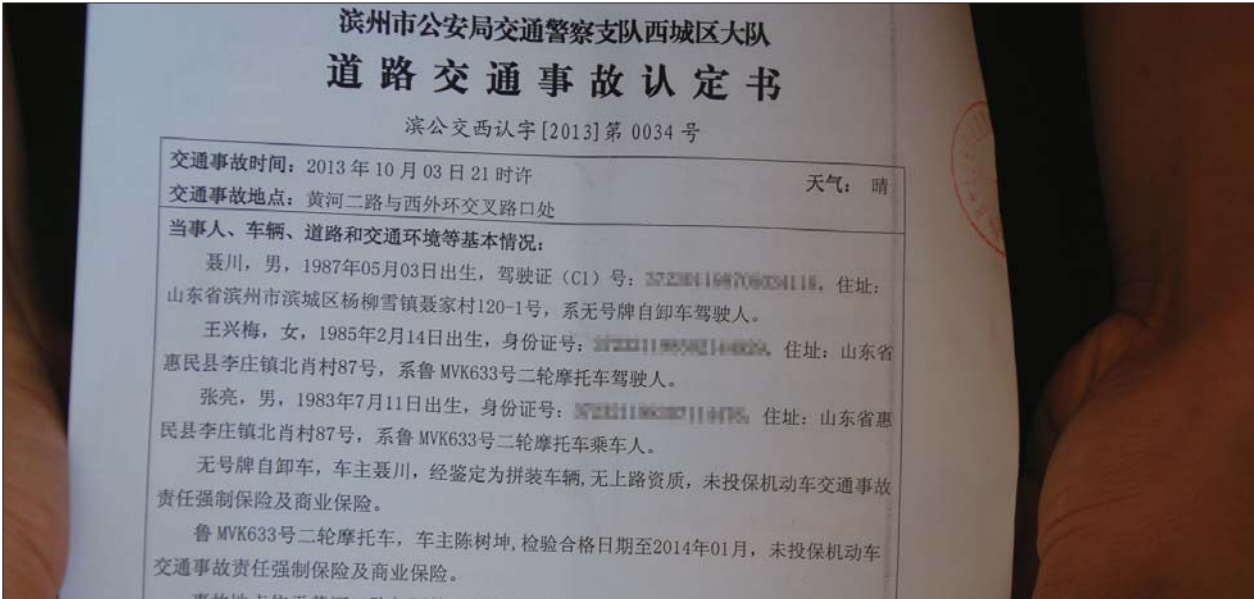 滨州市公安局交通警察支队西城区大队
道路交通事故认定书
滨公交西认字[2013]第 0034 号
交通事故时间：2013 年 10 月 03 日 21 时许 天气： 晴
交通事故地点：黄河二路与西外环交叉路口处
当事人、车辆、道路和交通环境等基本情况：
聂川，男，1987年05月03日出生，驾驶证（C1）号： 住址：
山东省滨州市滨城区杨柳雪镇聂家村120-1号，系无号牌自卸车驾驶人。
王兴梅，女，1985年2月14日出生，身份证号： 住址：山东省
惠民县李庄镇北肖村87号，系鲁 MVK633号二轮摩托车驾驶人。
张亮，男，1983年7月11日出生，身份证号： 住址：山东省惠
民县李庄镇北肖村87号，系鲁 MVK633号二轮摩托车乘车人。
无号牌自卸车，车主聂川，经鉴定为拼装车辆,无上路资质，未投保机动车交通事故
责任强制保险及商业保险。
鲁 MVK633号二轮摩托车，车主陈树坤,检验合格日期至2014年01月，未投保机动车
交通事故责任强制保险及商业保险。